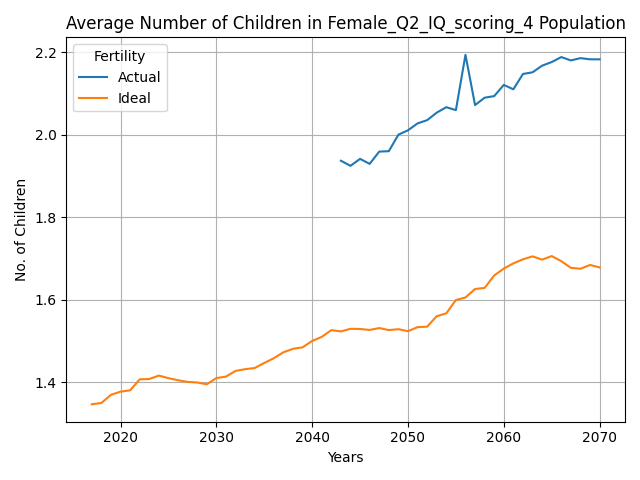 Average Number of Children in Female_Q2_IQ_scoring_4 Population
Fertility
Actual
Ideal
No. of Children
2.2
2.0
1.8
1.6
1.4
2020 2030 2040 2050 2060 2070
Years